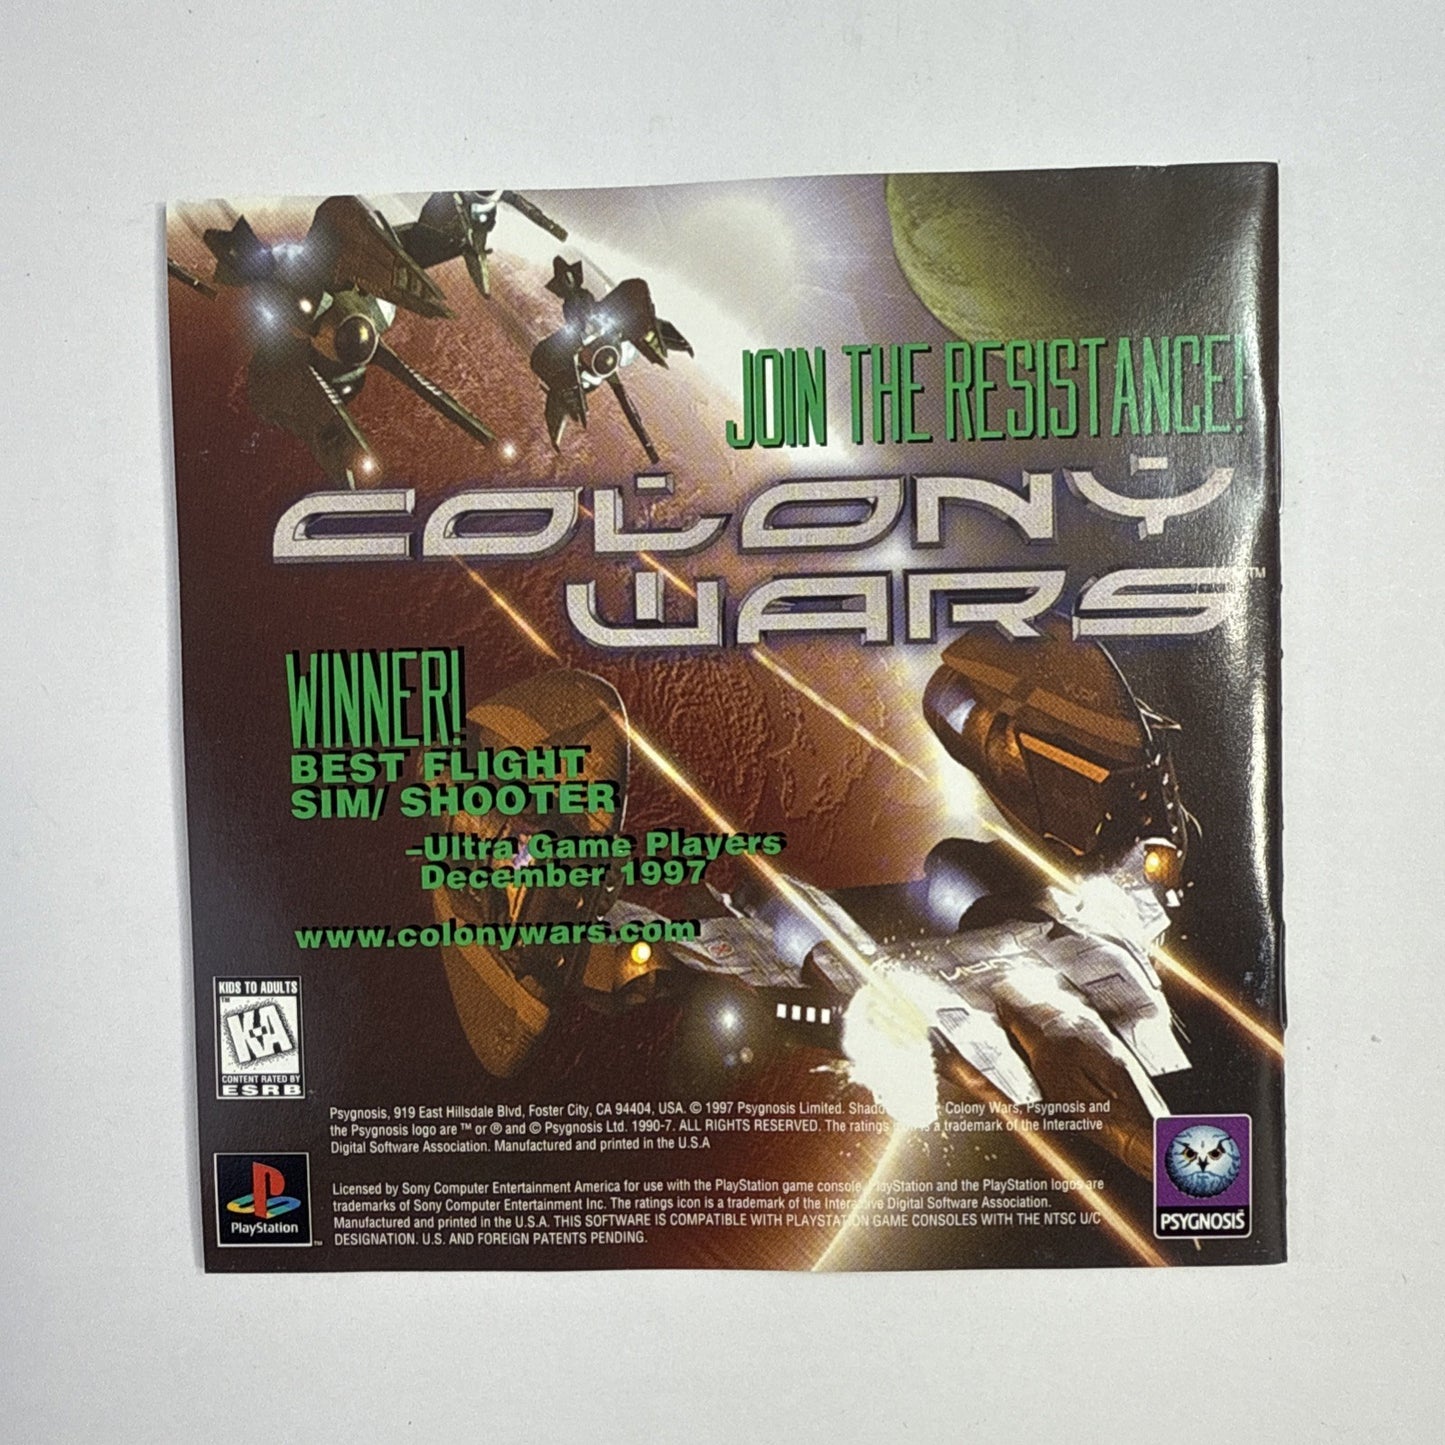 JOIN THE RESISTANCE!
COLONY
WARS™
WINNER!
BEST FLIGHT
SIM/ SHOOTER
–Ultra Game Players
December 1997
www.colonywars.com
KIDS TO ADULTS
™
K-A
CONTENT RATED BY
ESRB
Psygnosis, 919 East Hillsdale Blvd, Foster City, CA 94404, USA. © 1997 Psygnosis Limited. Colony Wars, Psygnosis and
the Psygnosis logo are ™ or ® and © Psygnosis Ltd. 1990-7. ALL RIGHTS RESERVED. The ratings icon is a trademark of the Interactive
Digital Software Association. Manufactured and printed in the U.S.A
Licensed by Sony Computer Entertainment America for use with the PlayStation game console. PlayStation and the PlayStation logos are
trademarks of Sony Computer Entertainment Inc. The ratings icon is a trademark of the Interactive Digital Software Association.
Manufactured and printed in the U.S.A. THIS SOFTWARE IS COMPATIBLE WITH PLAYSTATION GAME CONSOLES WITH THE NTSC U/C
DESIGNATION. U.S. AND FOREIGN PATENTS PENDING.
PlayStation
™
PSYGNOSIS